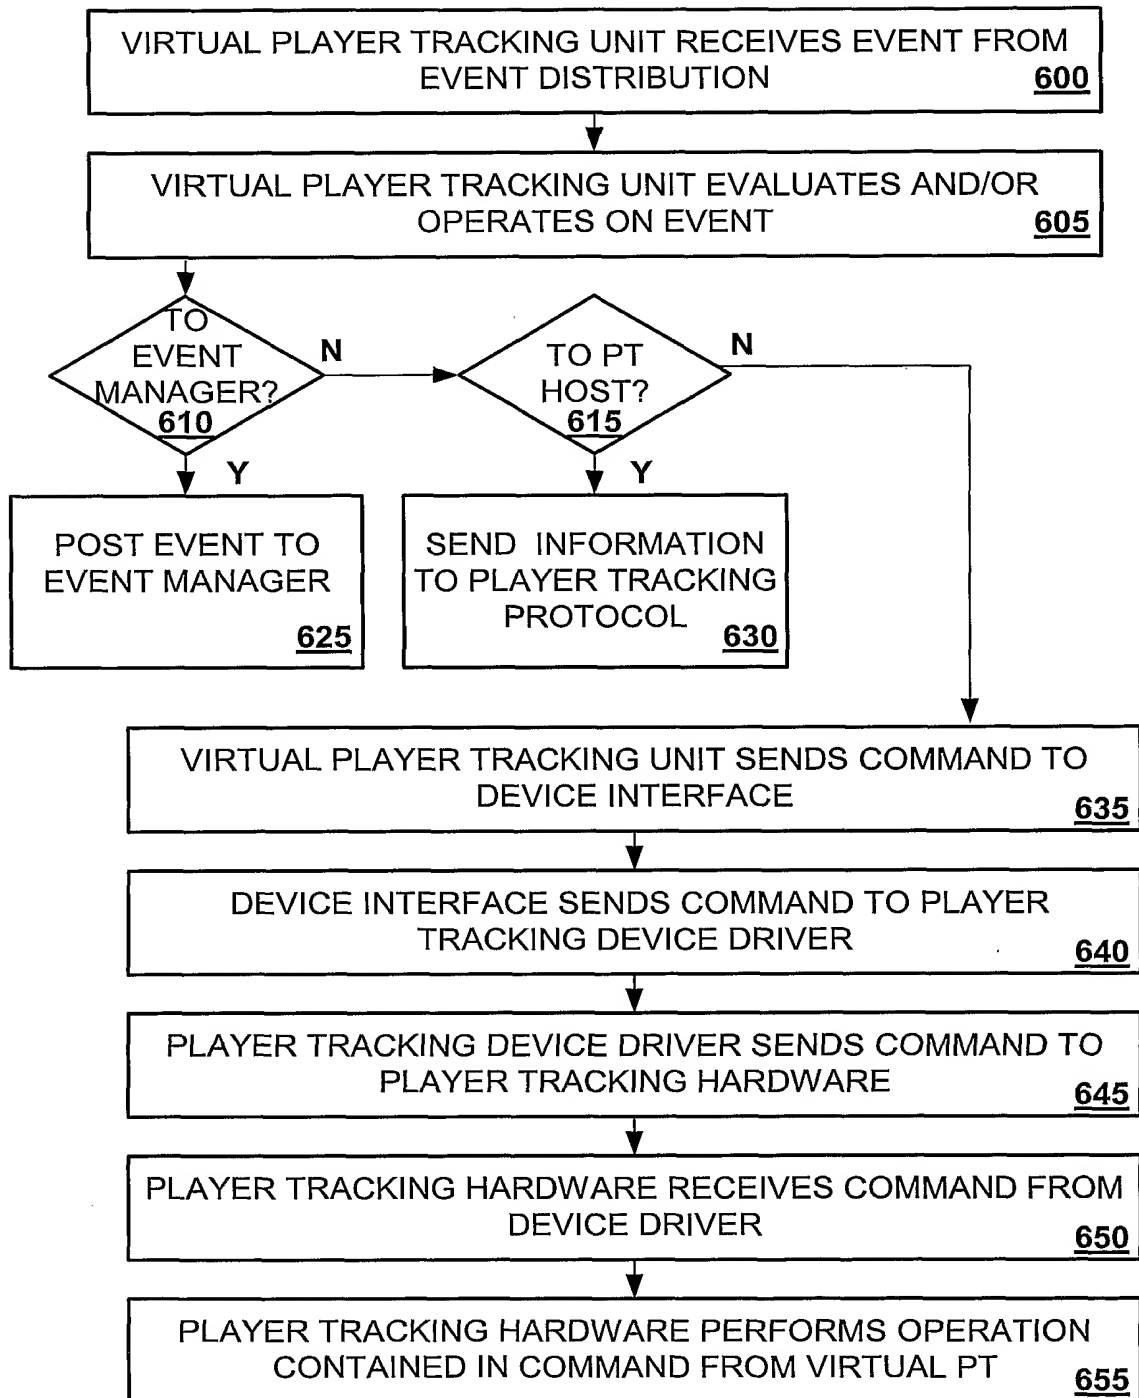 VIRTUAL PLAYER TRACKING UNIT RECEIVES EVENT FROM
EVENT DISTRIBUTION
600
VIRTUAL PLAYER TRACKING UNIT EVALUATES AND/OR
OPERATES ON EVENT
605
TO
EVENT
MANAGER?
610
N
Y
TO PT
HOST?
615
N
Y
POST EVENT TO
EVENT MANAGER
625
SEND INFORMATION
TO PLAYER TRACKING
PROTOCOL
630
VIRTUAL PLAYER TRACKING UNIT SENDS COMMAND TO
DEVICE INTERFACE
635
DEVICE INTERFACE SENDS COMMAND TO PLAYER
TRACKING DEVICE DRIVER
640
PLAYER TRACKING DEVICE DRIVER SENDS COMMAND TO
PLAYER TRACKING HARDWARE
645
PLAYER TRACKING HARDWARE RECEIVES COMMAND FROM
DEVICE DRIVER
650
PLAYER TRACKING HARDWARE PERFORMS OPERATION
CONTAINED IN COMMAND FROM VIRTUAL PT
655